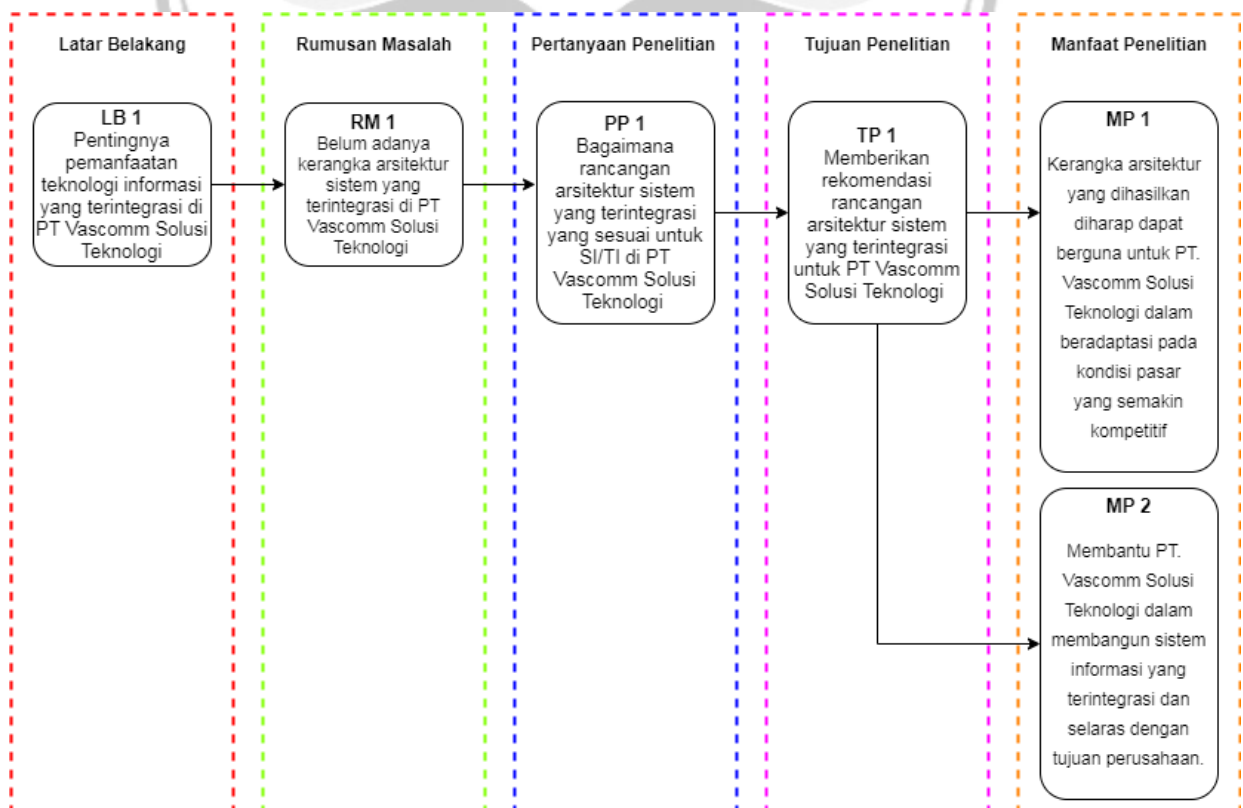 Latar Belakang
Rumusan Masalah
Pertanyaan Penelitian
Tujuan Penelitian
Manfaat Penelitian
LB 1
Pentingnya
pemanfaatan
teknologi informasi
yang terintegrasi di
PT Vascomm Solusi
Teknologi
RM 1
Belum adanya
kerangka arsitektur
sistem yang
terintegrasi di PT
Vascomm Solusi
Teknologi
PP 1
Bagaimana
rancangan
arsitektur sistem
yang terintegrasi
yang sesuai untuk
SI/TI di PT
Vascomm Solusi
Teknologi
TP 1
Memberikan
rekomendasi
rancangan
arsitektur sistem
yang terintegrasi
untuk PT Vascomm
Solusi Teknologi
MP 1
Kerangka arsitektur
yang dihasilkan
diharap dapat
berguna untuk PT.
Vascomm Solusi
Teknologi dalam
beradaptasi pada
kondisi pasar
yang semakin
kompetitif
MP 2
Membantu PT.
Vascomm Solusi
Teknologi dalam
membangun sistem
informasi yang
terintegrasi dan
selaras dengan
tujuan perusahaan.